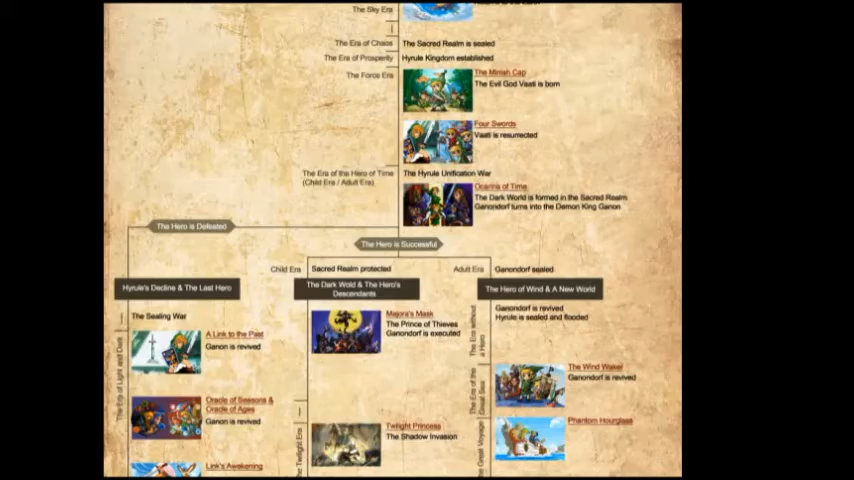 The Sky Era
The Era of Chaos
The Sacred Realm is sealed
The Era of Prosperity
Hyrule Kingdom established
The Force Era
The Minish Cap
The Evil God Vaati is born
Four Swords
Vaati is resurrected
The Era of the Hero of Time
(Child Era / Adult Era)
The Hyrule Unification War
Ocarina of Time
The Dark World is formed in the Sacred Realm
Ganondorf turns into the Demon King Ganon
The Hero is Defeated
The Hero is Successful
Child Era
Sacred Realm protected
Adult Era
Ganondorf sealed
Hyrule's Decline & The Last Hero
The Dark Wold & The Hero's
Descendants
The Hero of Wind & A New World
The Sealing War
The Era of Light and Dark
A Link to the Past
Ganon is revived
Oracle of Seasons &
Oracle of Ages
Ganon is revived
Link's Awakening
Majora's Mask
The Prince of Thieves
Ganondorf is executed
The Twilight Era
Twilight Princess
The Shadow Invasion
Ganondorf is revived
Hyrule is sealed and flooded
The Era without
a Hero
The Era of the
Great Sea
The Wind Waker
Ganondorf is revived
Great Voyage
Phantom Hourglass